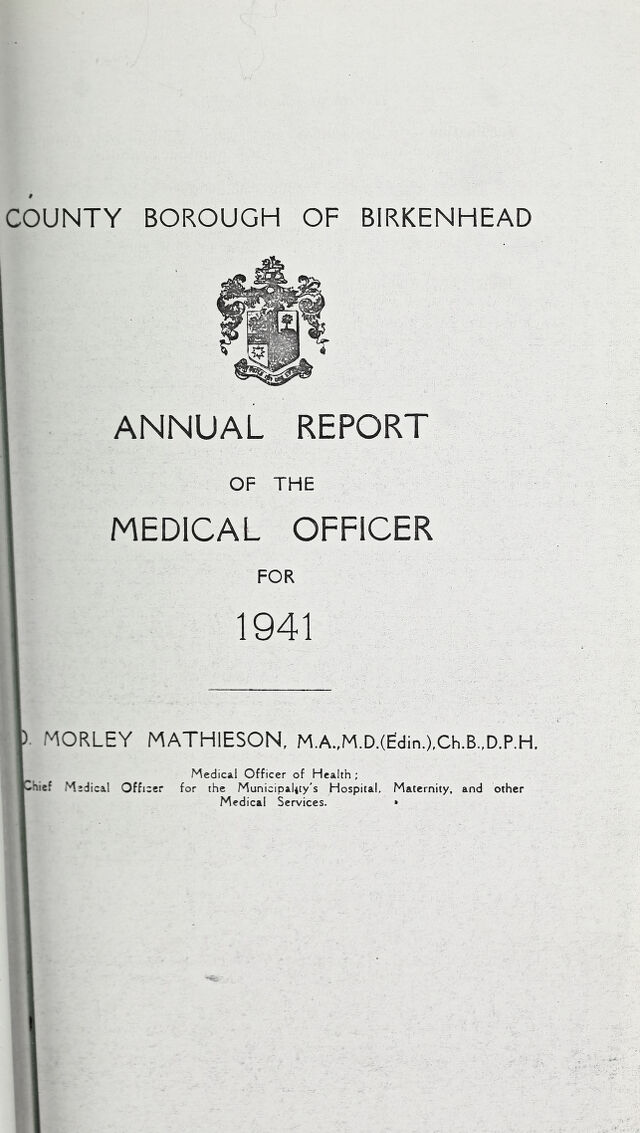 COUNTY BOROUGH OF BIRKENHEAD
ANNUAL REPORT
OF THE
MEDICAL OFFICER
FOR
1941
D. MORLEY MATHIESON, M.A.,M.D.(Edin.),Ch.B.,D.P.H.
Medical Officer of Health;
Chief Medical Officer for the Municipality's Hospital, Maternity, and other
Medical Services.